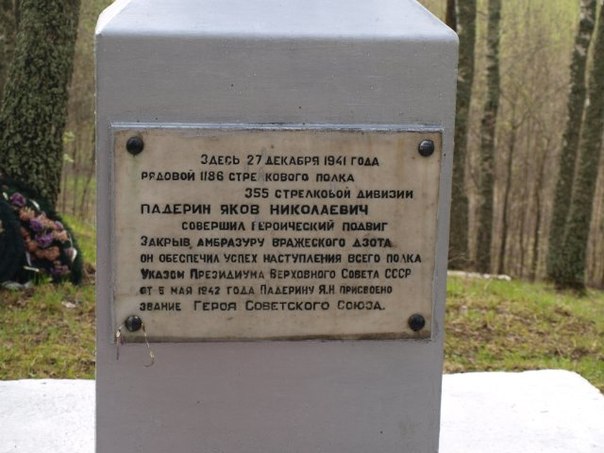 ЗДЕСЬ 27 ДЕКАБРЯ 1941 ГОДА
РЯДОВОЙ 1186 СТРЕЛКОВОГО ПОЛКА
355 СТРЕЛКОВОЙ ДИВИЗИИ
ПАДЕРИН ЯКОВ НИКОЛАЕВИЧ
СОВЕРШИЛ ГЕРОИЧЕСКИЙ ПОДВИГ
ЗАКРЫВ АМБРАЗУРУ ВРАЖЕСКОГО ДЗОТА
ОН ОБЕСПЕЧИЛ УСПЕХ НАСТУПЛЕНИЯ ВСЕГО ПОЛКА
УКАЗОМ ПРЕЗИДИУМА ВЕРХОВНОГО СОВЕТА СССР
ОТ 5 МАЯ 1942 ГОДА ПАДЕРИНУ Я.Н ПРИСВОЕНО
ЗВАНИЕ ГЕРОЯ СОВЕТСКОГО СОЮЗА.